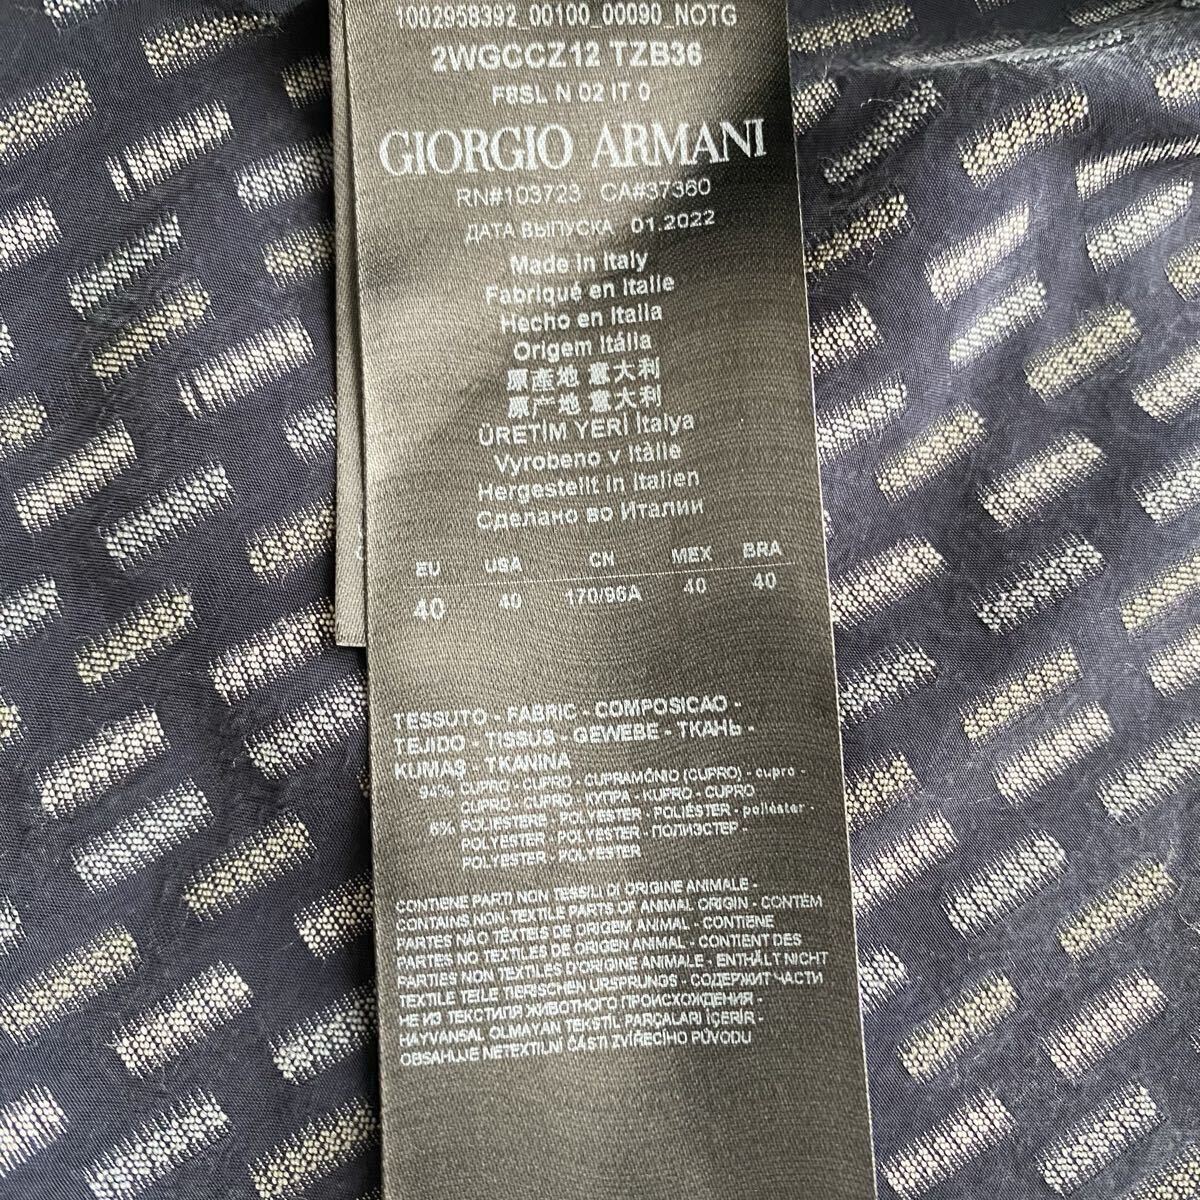 1002958392_00100_00090_NOTG
2WGCCZ12 TZB36
F8SL N 02 IT 0
GIORGIO ARMANI
RN#103723 CA#37360
ДАТА ВЫПУСКА 01.2022
Made in Italy
Fabriqué en Italie
Hecho en Italia
Origem Itália
原產地 意大利
原产地 意大利
ÜRETİM YERİ İtalya
Vyrobeno v Itálie
Hergestellt in Italien
Сделано во Италии
EU USA CN MEX BRA
40 40 170/96A 40 40
TESSUTO - FABRIC - COMPOSICAO -
TEJIDO - TISSUS - GEWEBE - ТКАНЬ -
KUMAŞ - TKANINA
94% CUPRO - CUPRO - CUPRAMÔNIO (CUPRO) - cupro -
CUPRO - CUPRO - КУПРА - KUPRO - CUPRO
6% POLIESTERE - POLYESTER - POLIÉSTER - poliéster -
POLYESTER - POLYESTER - ПОЛИЭСТЕР -
POLYESTER - POLYESTER
CONTIENE PARTI NON TESSILI DI ORIGINE ANIMALE -
CONTAINS NON-TEXTILE PARTS OF ANIMAL ORIGIN - CONTÉM
PARTES NÃO TÊXTEIS DE ORIGEM ANIMAL - CONTIENE
PARTES NO TEXTILES DE ORIGEN ANIMAL - CONTIENT DES
PARTIES NON TEXTILES D'ORIGINE ANIMALE - ENTHÄLT NICHT
TEXTILE TEILE TIERISCHEN URSPRUNGS - СОДЕРЖИТ ЧАСТИ
НЕ ИЗ ТЕКСТИЛЯ ЖИВОТНОГО ПРОИСХОЖДЕНИЯ -
HAYVANSAL OLMAYAN TEKSTİL PARÇALARI İÇERİR -
OBSAHUJE NETEXTILNÍ ČÁSTI ZVÍŘECÍHO PŮVODU